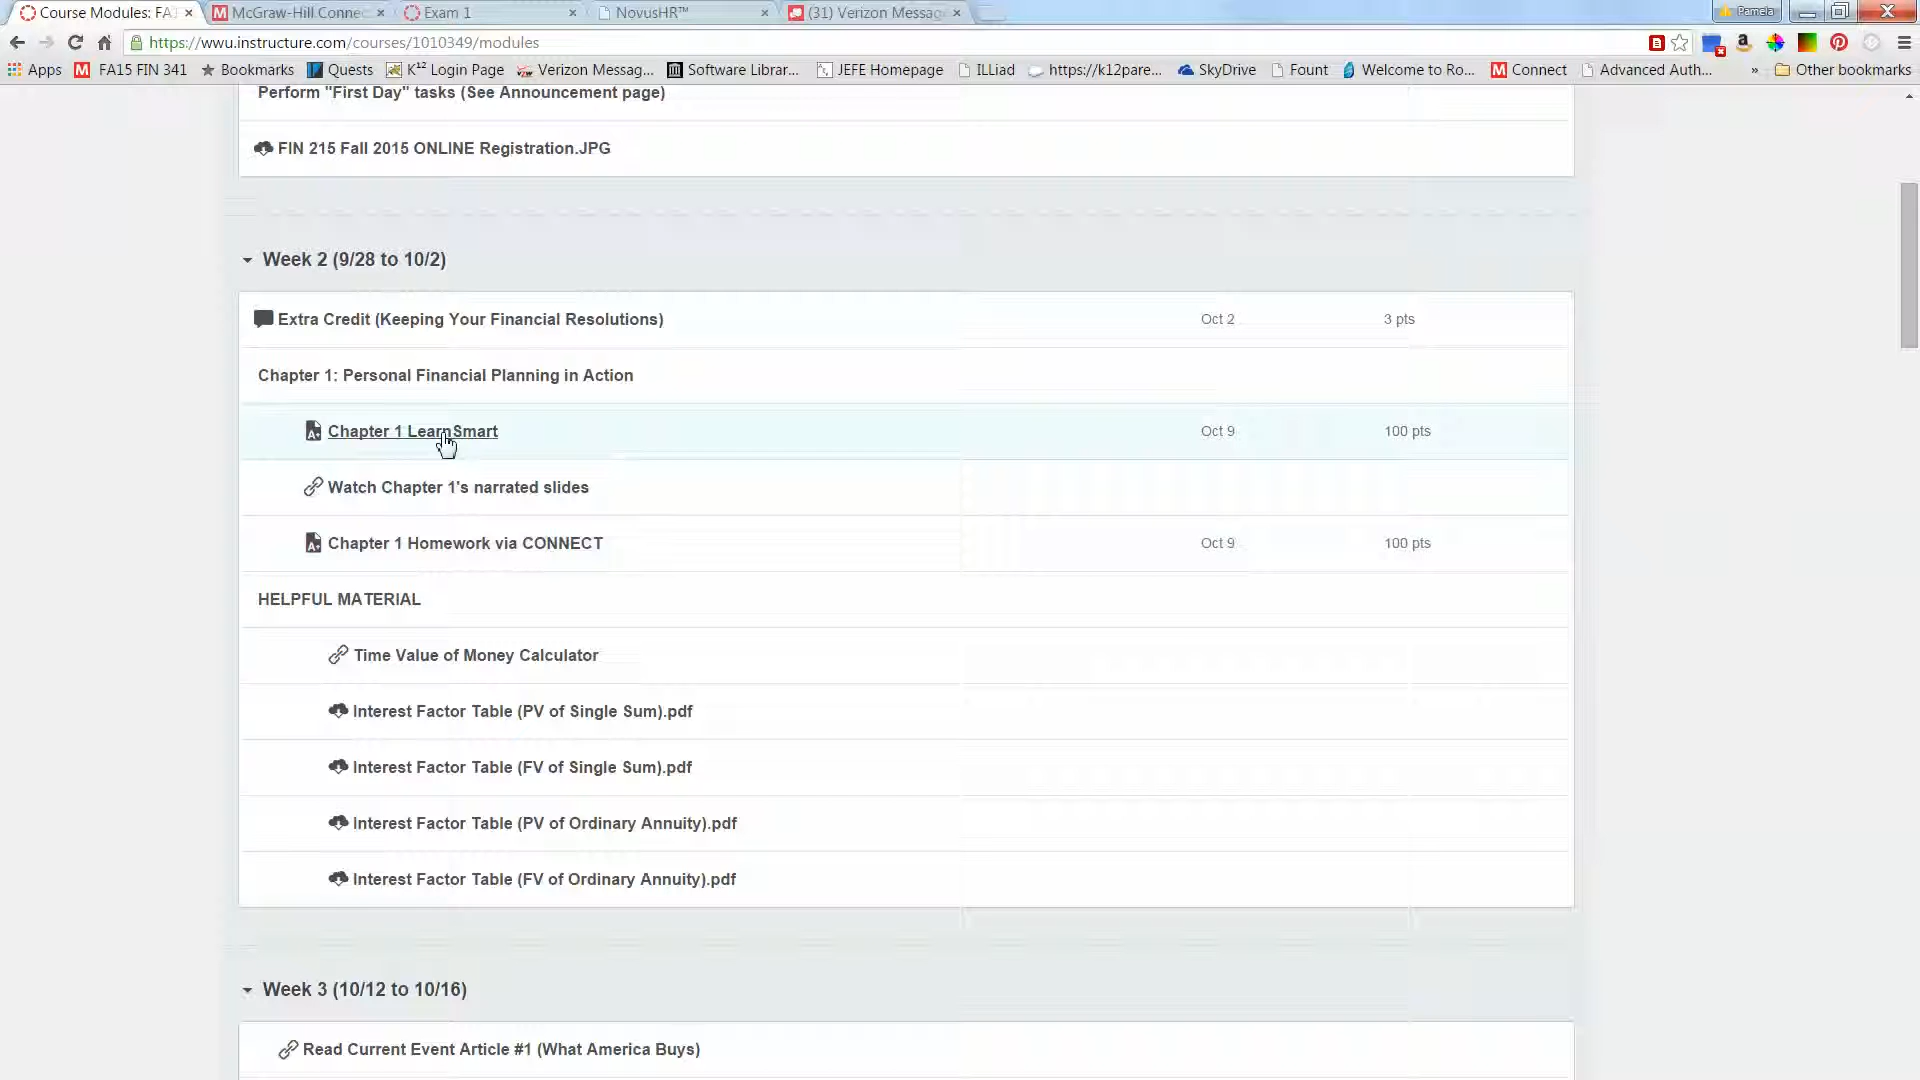 Course Modules: FA1
McGraw-Hill Connec
Exam 1
NovusHR™
(31) Verizon Messag
Pamela
https://wwu.instructure.com/courses/1010349/modules
Apps
FA15 FIN 341
Bookmarks
Quests
K¹² Login Page
Verizon Messag...
Software Librar...
JEFE Homepage
ILLiad
https://k12pare...
SkyDrive
Fount
Welcome to Ro...
Connect
Advanced Auth...
»
Other bookmarks
Perform "First Day" tasks (See Announcement page)
FIN 215 Fall 2015 ONLINE Registration.JPG
Week 2 (9/28 to 10/2)
Extra Credit (Keeping Your Financial Resolutions) Oct 2 3 pts
Chapter 1: Personal Financial Planning in Action
Chapter 1 LearnSmart Oct 9 100 pts
Watch Chapter 1's narrated slides
Chapter 1 Homework via CONNECT Oct 9 100 pts
HELPFUL MATERIAL
Time Value of Money Calculator
Interest Factor Table (PV of Single Sum).pdf
Interest Factor Table (FV of Single Sum).pdf
Interest Factor Table (PV of Ordinary Annuity).pdf
Interest Factor Table (FV of Ordinary Annuity).pdf
Week 3 (10/12 to 10/16)
Read Current Event Article #1 (What America Buys)